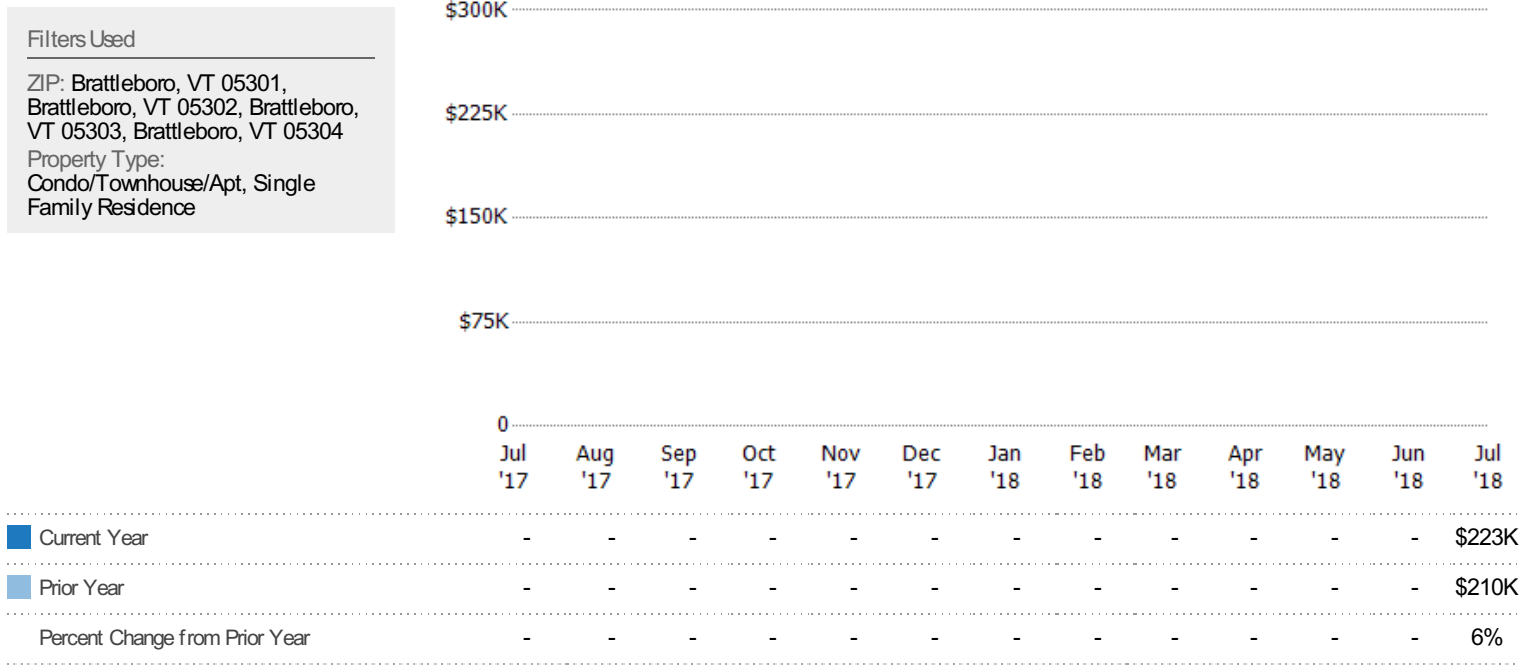 Filters Used
ZIP: Brattleboro, VT 05301,
Brattleboro, VT 05302, Brattleboro,
VT 05303, Brattleboro, VT 05304
Property Type:
Condo/Townhouse/Apt, Single
Family Residence
$300K
$225K
$150K
$75K
0
Jul Aug Sep Oct Nov Dec Jan Feb Mar Apr May Jun Jul
'17 '17 '17 '17 '17 '17 '18 '18 '18 '18 '18 '18 '18
Current Year - - - - - - - - - - - - $223K
Prior Year - - - - - - - - - - - - $210K
Percent Change from Prior Year - - - - - - - - - - - - 6%